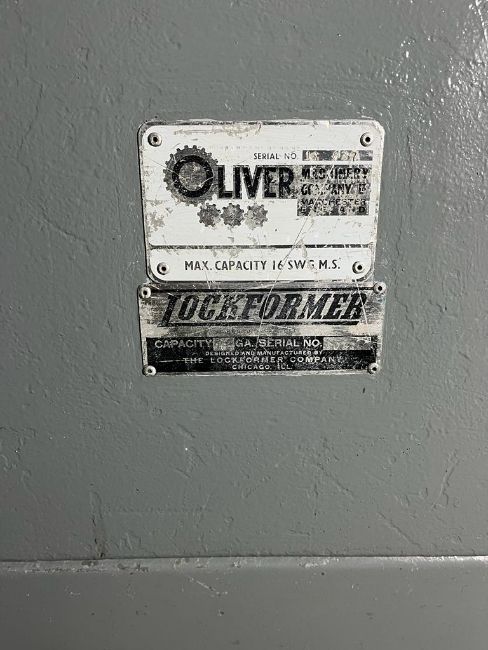 SERIAL NO.
OLIVER MACHINERY
COMPANY
MANCHESTER
MAX. CAPACITY 16 SWG M.S.
LOCKFORMER
CAPACITY GA. SERIAL NO.
DESIGNED AND MANUFACTURED BY
THE LOCKFORMER COMPANY
CHICAGO, ILL.